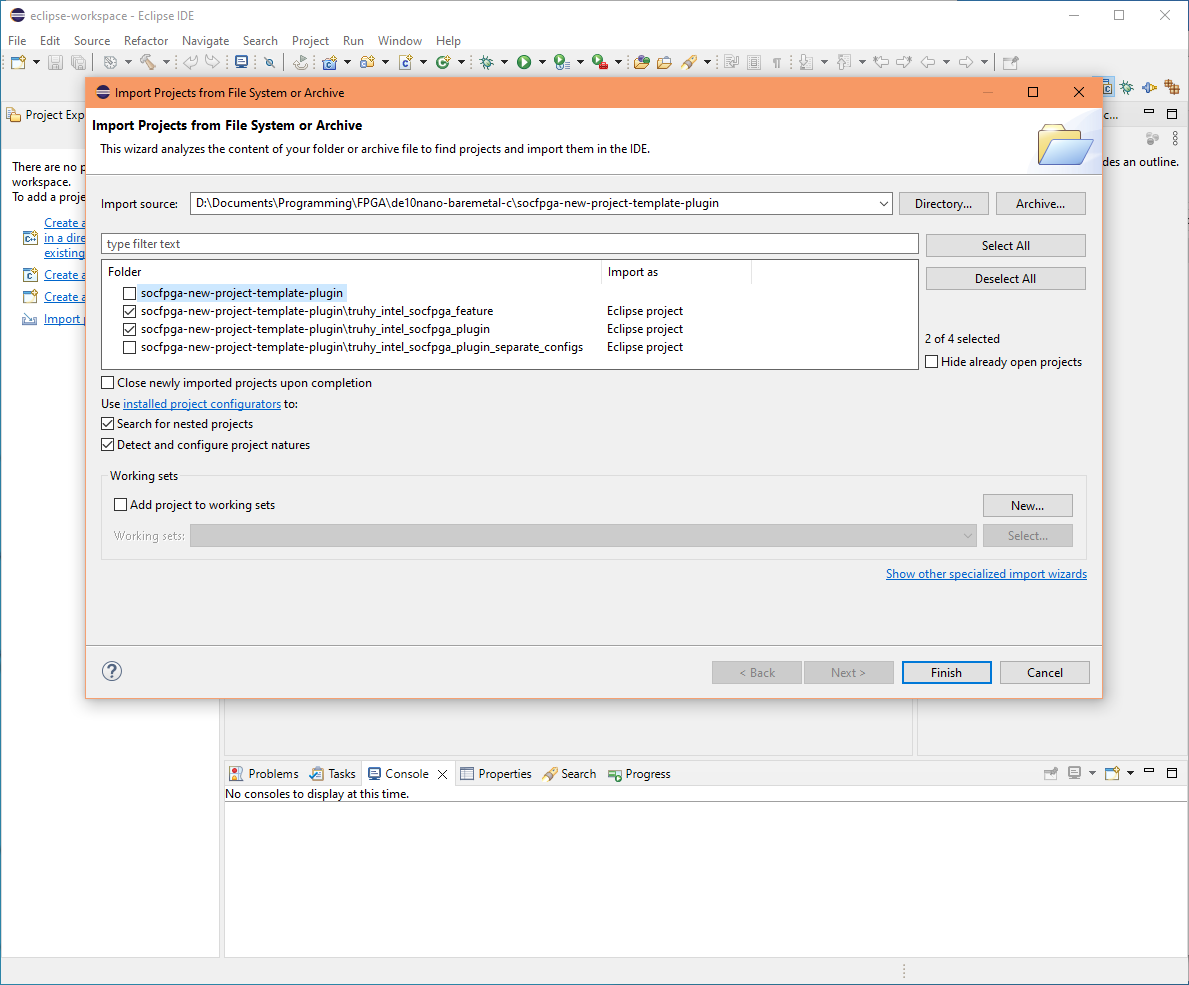 eclipse-workspace - Eclipse IDE
File Edit Source Refactor Navigate Search Project Run Window Help
Import Projects from File System or Archive
Project Exp
Import Projects from File System or Archive
This wizard analyzes the content of your folder or archive file to find projects and import them in the IDE.
There are no p
workspace.
To add a proje
Create a
in a dire
existing
Create a
Create a
Import p
c...
des an outline.
Import source: D:\Documents\Programming\FPGA\de10nano-baremetal-c\socfpga-new-project-template-plugin Directory... Archive...
type filter text Select All
Folder Import as Deselect All
socfpga-new-project-template-plugin
socfpga-new-project-template-plugin\truhy_intel_socfpga_feature Eclipse project
socfpga-new-project-template-plugin\truhy_intel_socfpga_plugin Eclipse project
socfpga-new-project-template-plugin\truhy_intel_socfpga_plugin_separate_configs Eclipse project
2 of 4 selected
Hide already open projects
Close newly imported projects upon completion
Use installed project configurators to:
Search for nested projects
Detect and configure project natures
Working sets
Add project to working sets New...
Working sets: Select...
Show other specialized import wizards
? < Back Next > Finish Cancel
Problems Tasks Console Properties Search Progress
No consoles to display at this time.